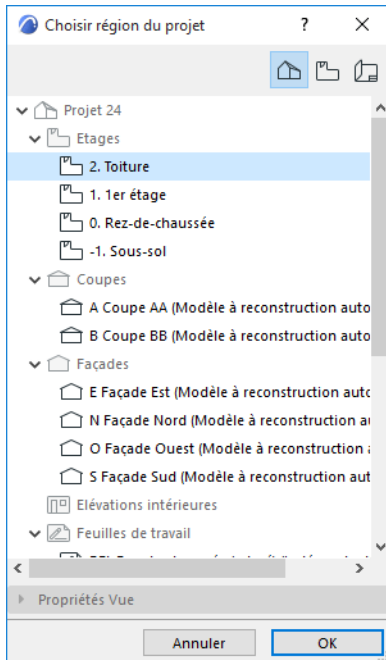 Choisir région du projet
Projet 24
Etages
2. Toiture
1. 1er étage
0. Rez-de-chaussée
-1. Sous-sol
Coupes
A Coupe AA (Modèle à reconstruction auto
B Coupe BB (Modèle à reconstruction auto
Façades
E Façade Est (Modèle à reconstruction auto
N Façade Nord (Modèle à reconstruction a
O Façade Ouest (Modèle à reconstruction
S Façade Sud (Modèle à reconstruction aut
Elévations intérieures
Feuilles de travail
Propriétés Vue
Annuler OK